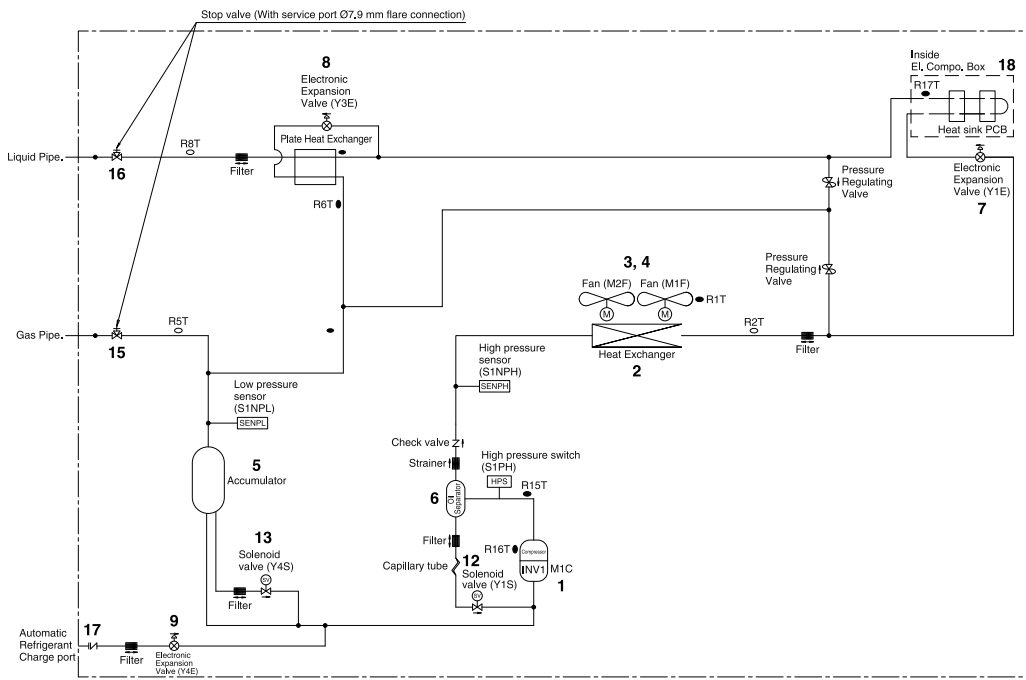 Stop valve (With service port Ø7.9 mm flare connection)
8
Electronic
Expansion
Valve (Y3E)
Plate Heat Exchanger
Inside
El. Compo. Box
18
R17T
Heat sink PCB
Liquid Pipe.
16
R8T
Filter
R6T
Pressure
Regulating
Valve
Electronic
Expansion
Valve (Y1E)
7
Pressure
Regulating
Valve
3, 4
Fan (M2F)
Fan (M1F)
R1T
M
M
Gas Pipe.
15
R5T
Heat Exchanger
2
R2T
Filter
High pressure
sensor
(S1NPH)
SENPH
Low pressure
sensor
(S1NPL)
SENPL
Check valve
Strainer
High pressure switch
(S1PH)
HPS
R15T
5
Accumulator
6
Oil
Separator
Filter
R16T
Compressor
INV1
M1C
1
Capillary tube
12
Solenoid
valve (Y1S)
SV
13
Solenoid
valve (Y4S)
SV
Filter
Automatic
Refrigerant
Charge port
17
Filter
9
Electronic
Expansion
Valve (Y4E)